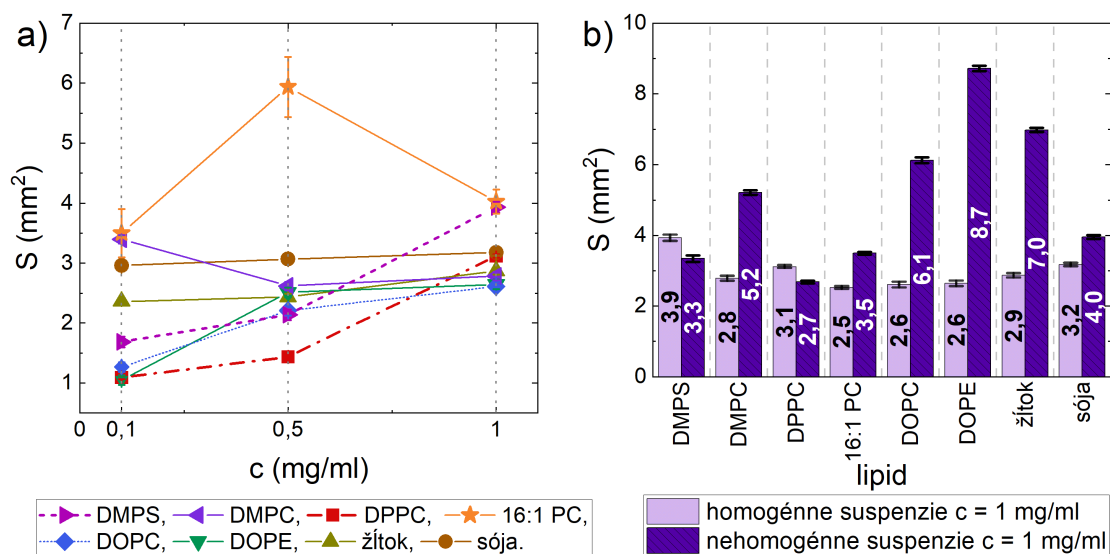 a)
7
6
5
4
3
2
1
S (mm²)
0 0,1 0,5 1
c (mg/ml)
DMPS, DMPC, DPPC, 16:1 PC,
DOPC, DOPE, žĺtok, sója.
b)
10
8
6
4
2
0
S (mm²)
3,9 3,3 2,8 5,2 3,1 2,7 2,5 3,5 2,6 6,1 2,6 8,7 2,9 7,0 3,2 4,0
DMPS DMPC DPPC 16:1 PC DOPC DOPE žĺtok sója
lipid
homogénne suspenzie c = 1 mg/ml
nehomogénne suspenzie c = 1 mg/ml